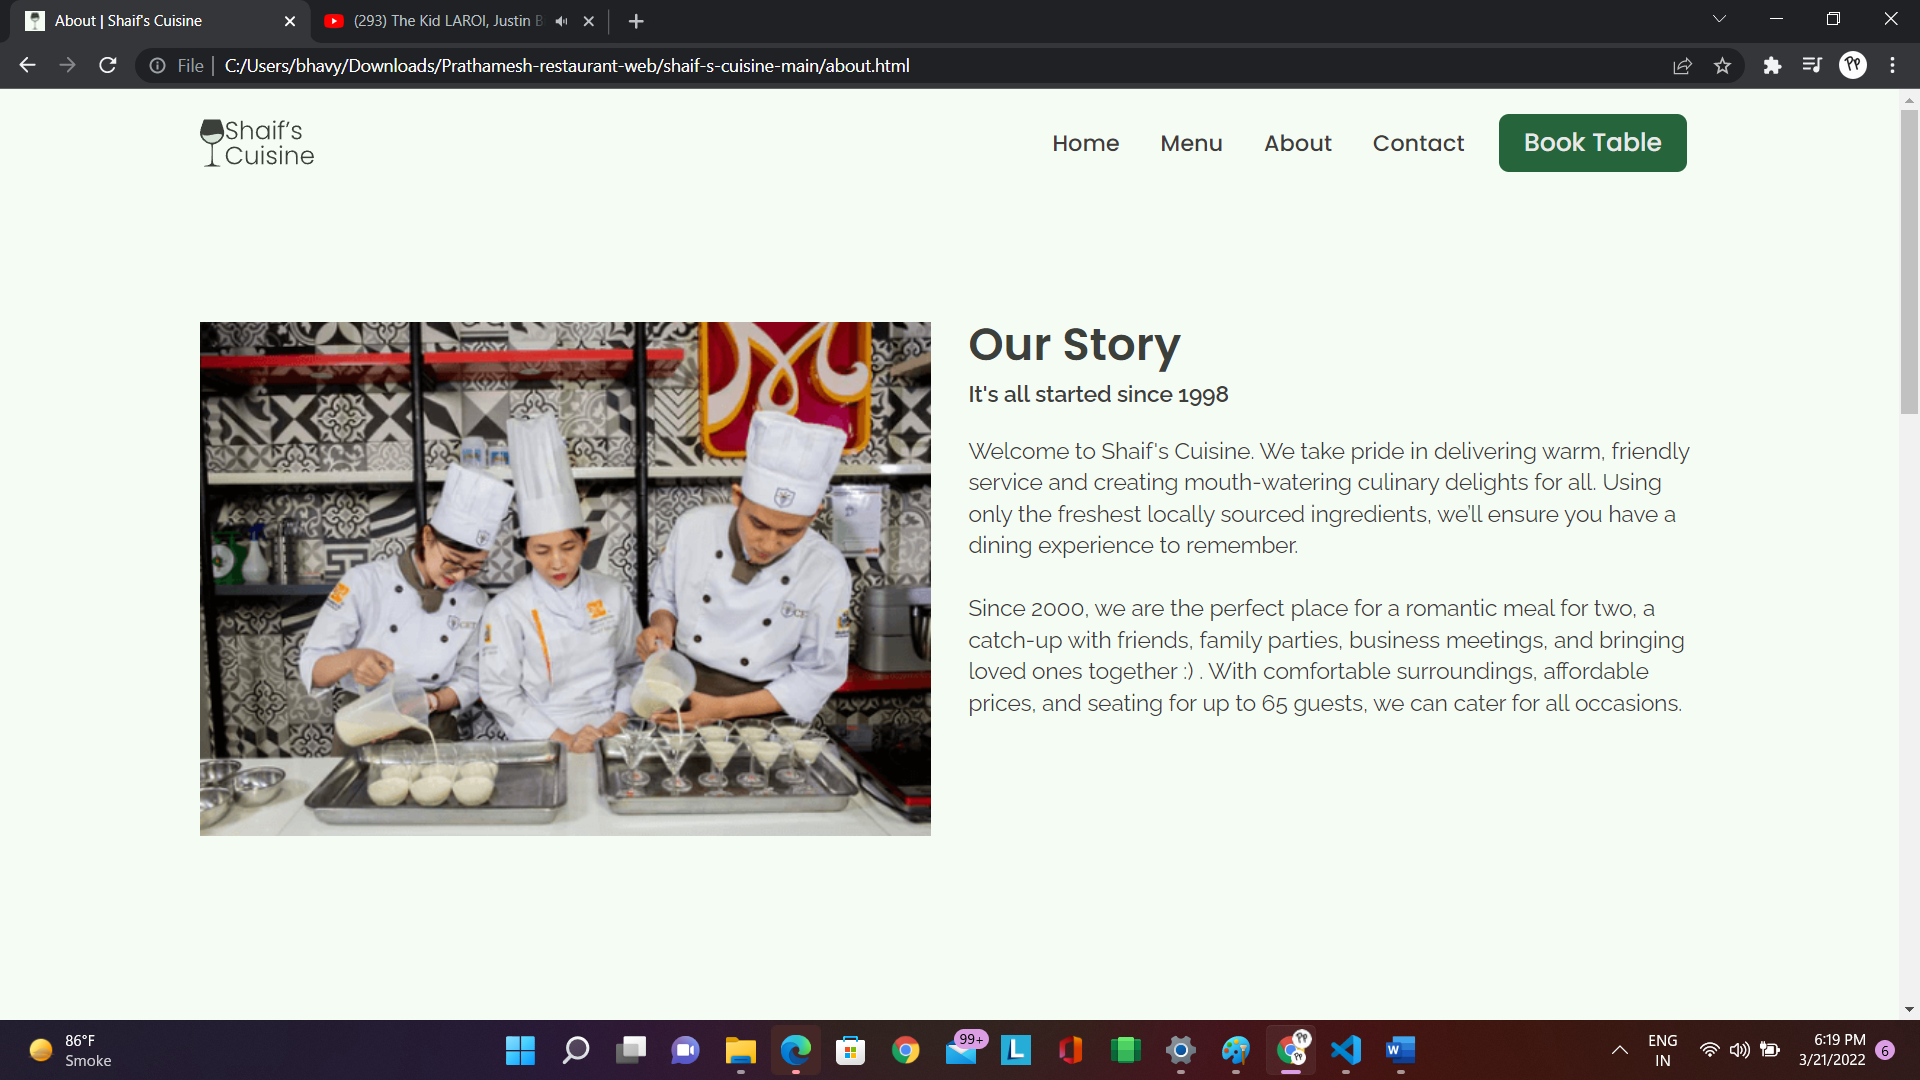 About | Shaif's Cuisine
(293) The Kid LAROI, Justin B
File
C:/Users/bhavy/Downloads/Prathamesh-restaurant-web/shaif-s-cuisine-main/about.html
Shaif's
Cuisine
Home
Menu
About
Contact
Book Table
Our Story
It's all started since 1998
Welcome to Shaif's Cuisine. We take pride in delivering warm, friendly
service and creating mouth-watering culinary delights for all. Using
only the freshest locally sourced ingredients, we'll ensure you have a
dining experience to remember.
Since 2000, we are the perfect place for a romantic meal for two, a
catch-up with friends, family parties, business meetings, and bringing
loved ones together :) . With comfortable surroundings, affordable
prices, and seating for up to 65 guests, we can cater for all occasions.
86°F
Smoke
99+
L
ENG
IN
6:19 PM
3/21/2022
6